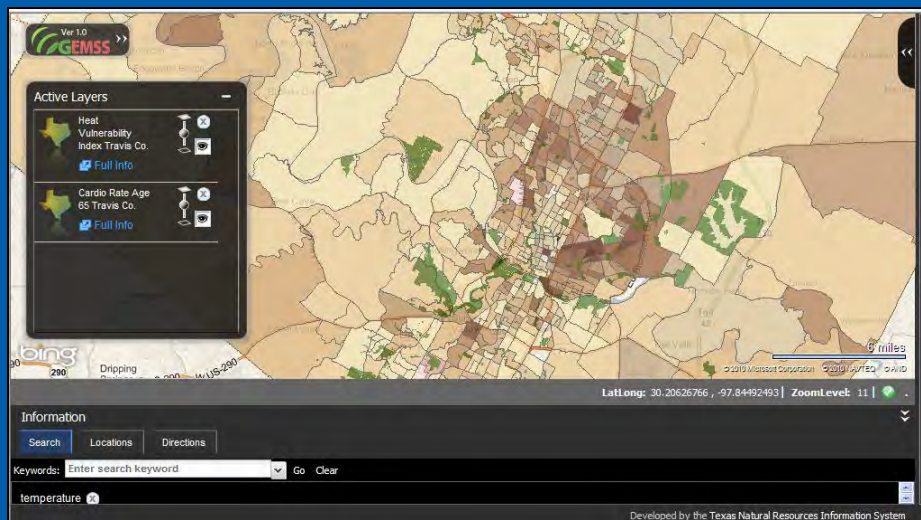 Ver 1.0
GEMSS
Active Layers
Heat
Vulnerability
Index Travis Co.
Full Info
Cardio Rate Age
65 Travis Co.
Full Info
bing
290
Dripping
W US-290
6 miles
© 2010 Microsoft Corporation © 2010 NAVTEQ © AND
LatLong: 30.20626766 , -97.84492493 | ZoomLevel: 11 | .
Information
Search Locations Directions
Keywords: Enter search keyword Go Clear
temperature
Developed by the Texas Natural Resources Information System